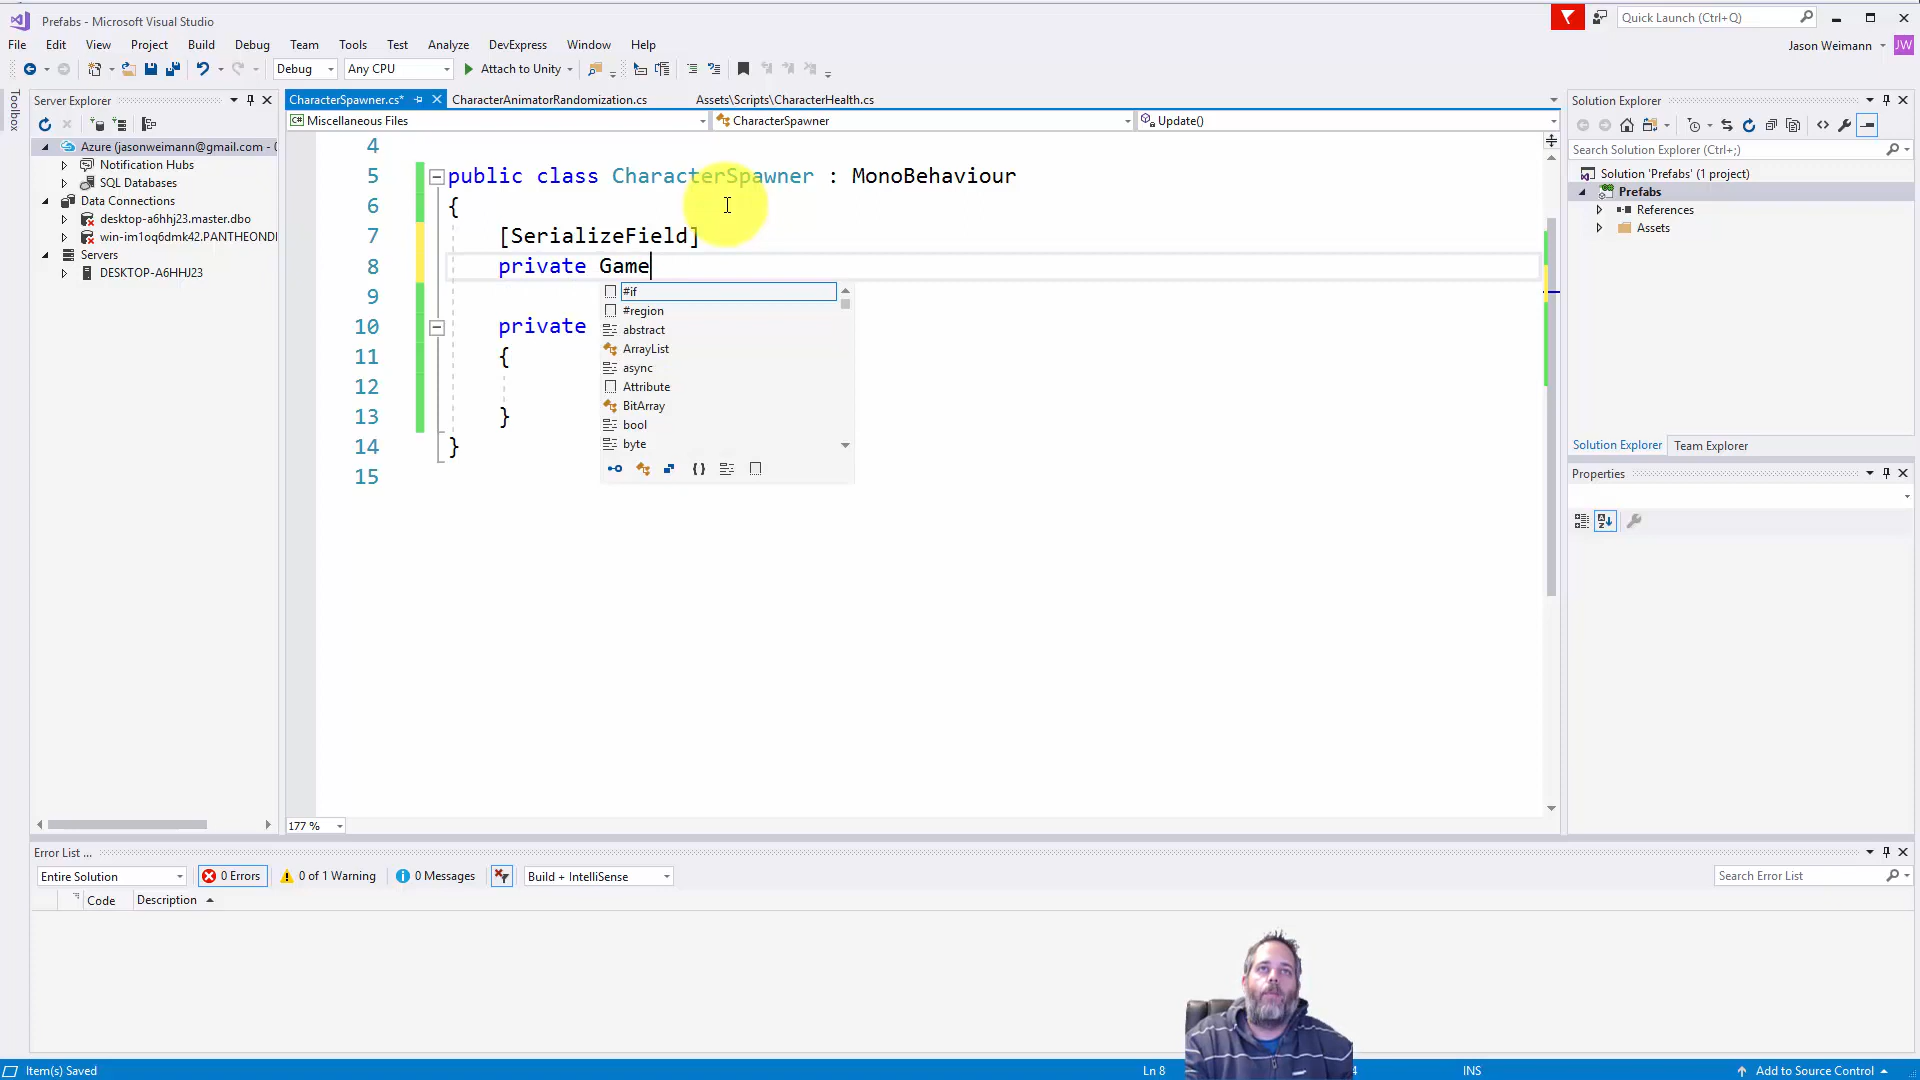 Prefabs - Microsoft Visual Studio
Quick Launch (Ctrl+Q)
File Edit View Project Build Debug Team Tools Test Analyze DevExpress Window Help
Jason Weimann JW
Debug Any CPU Attach to Unity
Toolbox
Server Explorer
Azure (jasonweimann@gmail.com - 0
Notification Hubs
SQL Databases
Data Connections
desktop-a6hhj23.master.dbo
win-im1oq6dmk42.PANTHEOND
Servers
DESKTOP-A6HHJ23
CharacterSpawner.cs* CharacterAnimatorRandomization.cs Assets\Scripts\CharacterHealth.cs
C# Miscellaneous Files CharacterSpawner Update()
4
5 public class CharacterSpawner : MonoBehaviour
6 {
7 [SerializeField]
8 private Game
9
10 private
11 {
12
13 }
14 }
15
#if
#region
abstract
ArrayList
async
Attribute
BitArray
bool
byte
177 %
Solution Explorer
Search Solution Explorer (Ctrl+;)
Solution 'Prefabs' (1 project)
Prefabs
References
Assets
Solution Explorer Team Explorer
Properties
Error List ...
Entire Solution 0 Errors 0 of 1 Warning 0 Messages Build + IntelliSense
Search Error List
Code Description
Item(s) Saved Ln 8 4 INS Add to Source Control